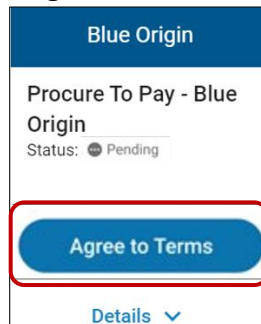 Blue Origin
Procure To Pay - Blue
Origin
Status: Pending
Agree to Terms
Details